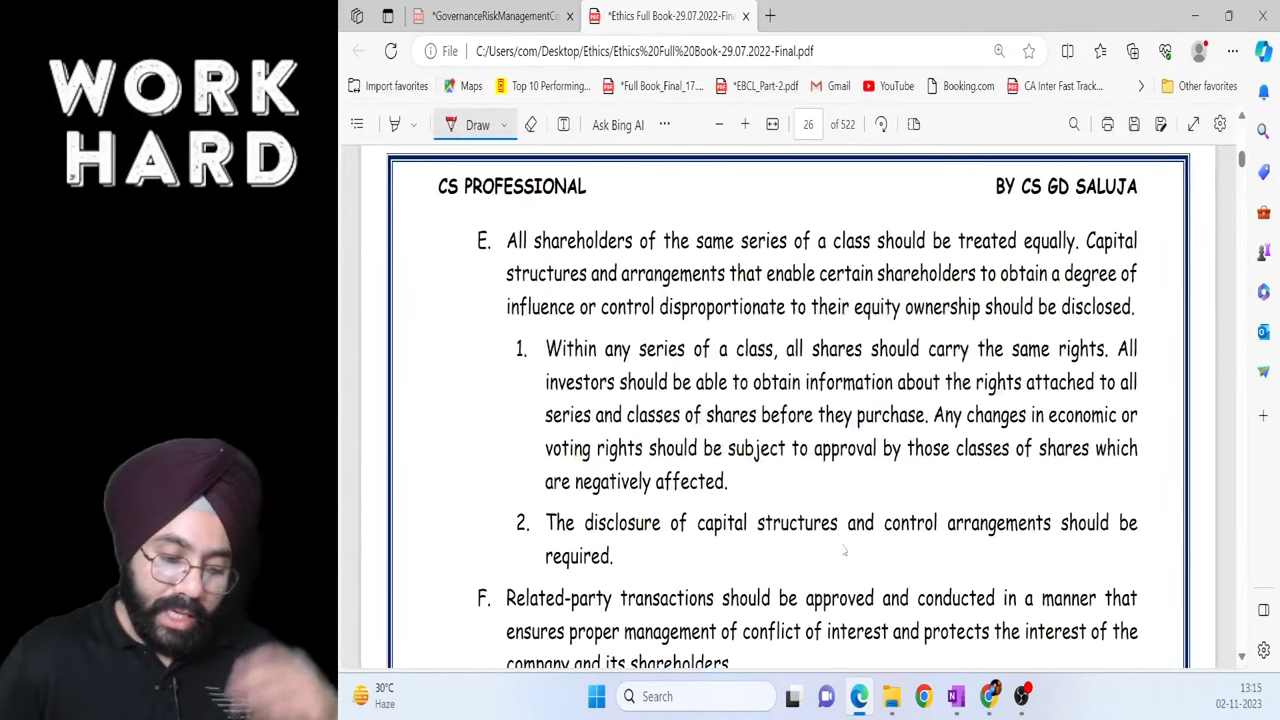 WORK
HARD
*GovernanceRiskManagementCo
*Ethics Full Book-29.07.2022-Fina
File
C:/Users/com/Desktop/Ethics/Ethics%20Full%20Book-29.07.2022-Final.pdf
Import favorites
Maps
Top 10 Performing...
*Full Book_Final_17....
*EBCL_Part-2.pdf
Gmail
YouTube
Booking.com
CA Inter Fast Track...
Other favorites
Draw
Ask Bing AI
26
of 522
CS PROFESSIONAL
BY CS GD SALUJA
E. All shareholders of the same series of a class should be treated equally. Capital
structures and arrangements that enable certain shareholders to obtain a degree of
influence or control disproportionate to their equity ownership should be disclosed.
1. Within any series of a class, all shares should carry the same rights. All
investors should be able to obtain information about the rights attached to all
series and classes of shares before they purchase. Any changes in economic or
voting rights should be subject to approval by those classes of shares which
are negatively affected.
2. The disclosure of capital structures and control arrangements should be
required.
F. Related-party transactions should be approved and conducted in a manner that
ensures proper management of conflict of interest and protects the interest of the
company and its shareholders.
30°C
Haze
Search
13:15
02-11-2023